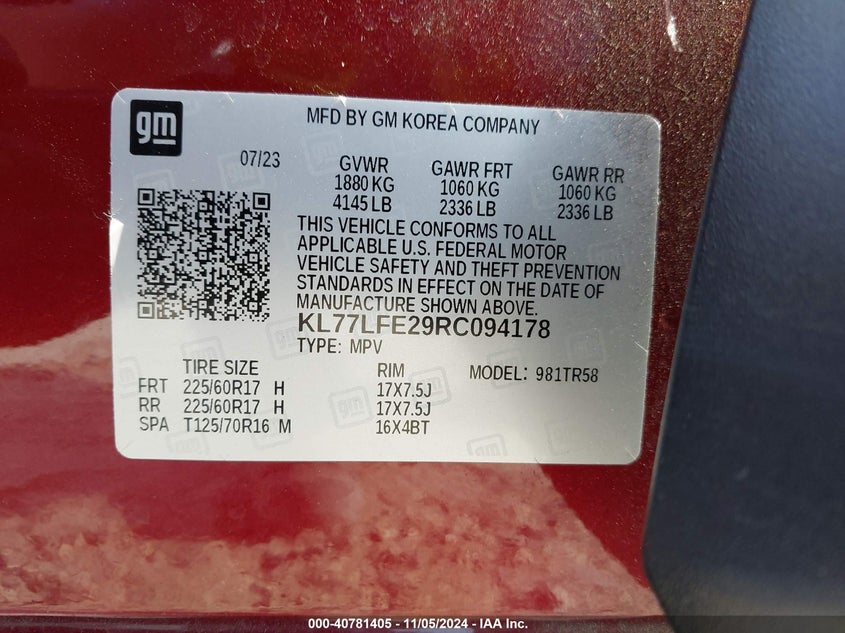 gm
MFD BY GM KOREA COMPANY
07/23
GVWR GAWR FRT GAWR RR
1880 KG 1060 KG 1060 KG
4145 LB 2336 LB 2336 LB
THIS VEHICLE CONFORMS TO ALL
APPLICABLE U.S. FEDERAL MOTOR
VEHICLE SAFETY AND THEFT PREVENTION
STANDARDS IN EFFECT ON THE DATE OF
MANUFACTURE SHOWN ABOVE.
KL77LFE29RC094178
TYPE: MPV
TIRE SIZE RIM MODEL: 981TR58
FRT 225/60R17 H 17X7.5J
RR 225/60R17 H 17X7.5J
SPA T125/70R16 M 16X4BT
000-40781405 - 11/05/2024 - IAA Inc.